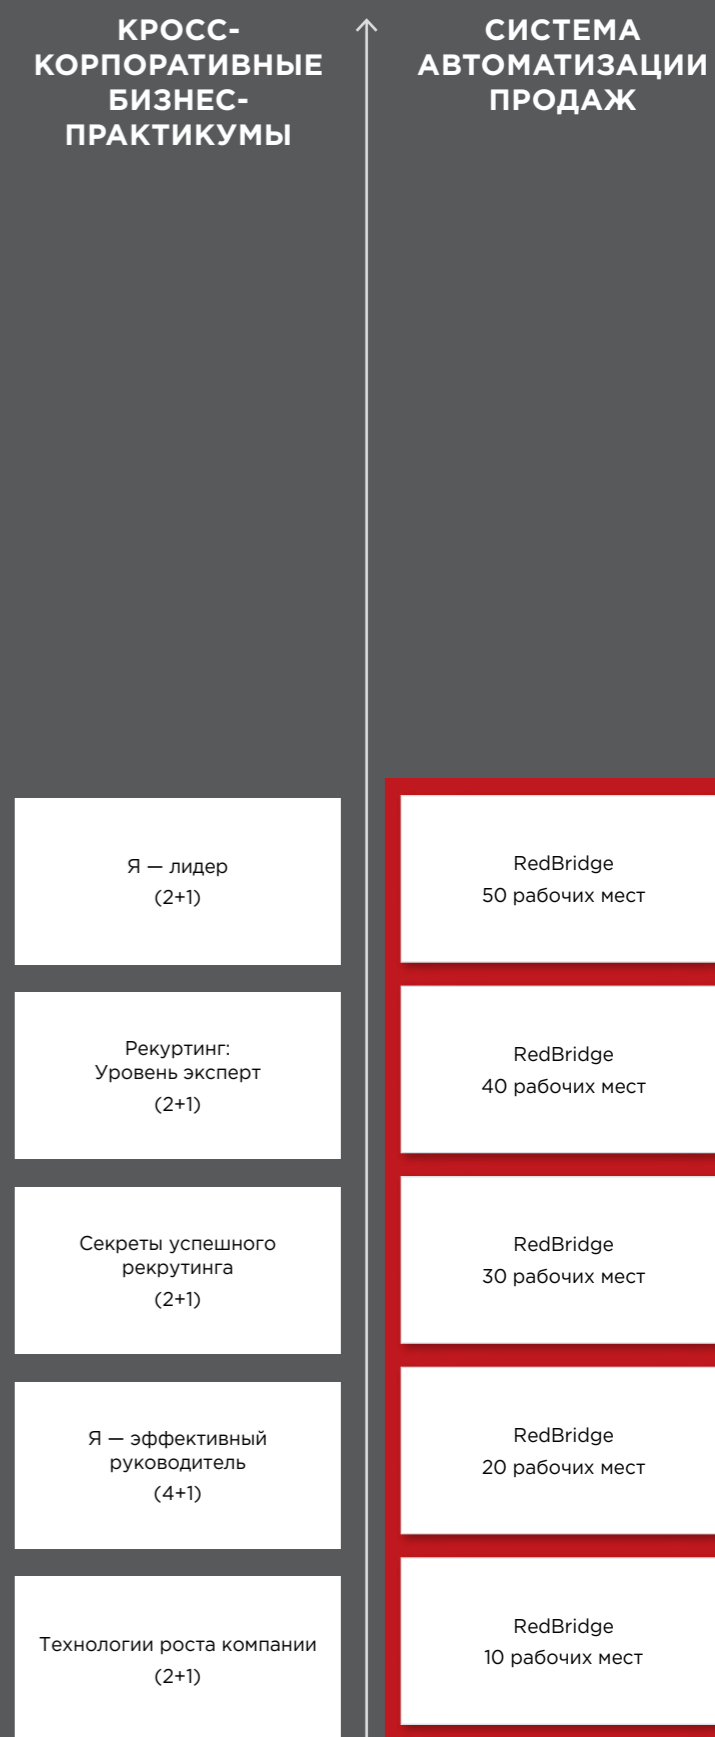 КРОСС-
КОРПОРАТИВНЫЕ
БИЗНЕС-
ПРАКТИКУМЫ
Я — лидер
(2+1)
Рекуртинг:
Уровень эксперт
(2+1)
Секреты успешного
рекрутинга
(2+1)
Я — эффективный
руководитель
(4+1)
Технологии роста компании
(2+1)
СИСТЕМА
АВТОМАТИЗАЦИИ
ПРОДАЖ
RedBridge
50 рабочих мест
RedBridge
40 рабочих мест
RedBridge
30 рабочих мест
RedBridge
20 рабочих мест
RedBridge
10 рабочих мест